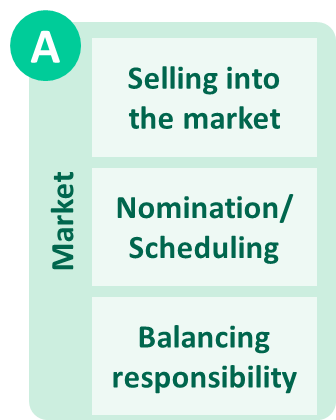 A
Market
Selling into
the market
Nomination/
Scheduling
Balancing
responsibility